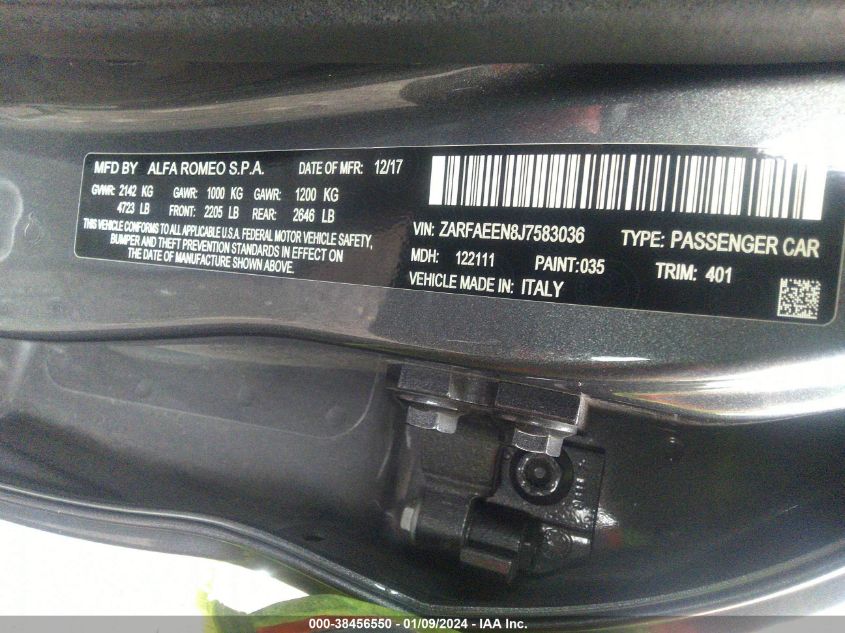 MFD BY ALFA ROMEO S.P.A. DATE OF MFR: 12/17
GVWR: 2142 KG GAWR: 1000 KG GAWR: 1200 KG
4723 LB FRONT: 2205 LB REAR: 2646 LB
THIS VEHICLE CONFORMS TO ALL APPLICABLE U.S.A. FEDERAL MOTOR VEHICLE SAFETY,
BUMPER AND THEFT PREVENTION STANDARDS IN EFFECT ON
THE DATE OF MANUFACTURE SHOWN ABOVE.
VIN: ZARFAEEN8J7583036 TYPE: PASSENGER CAR
MDH: 122111 PAINT:035 TRIM: 401
VEHICLE MADE IN: ITALY
000-38456550 - 01/09/2024 - IAA Inc.